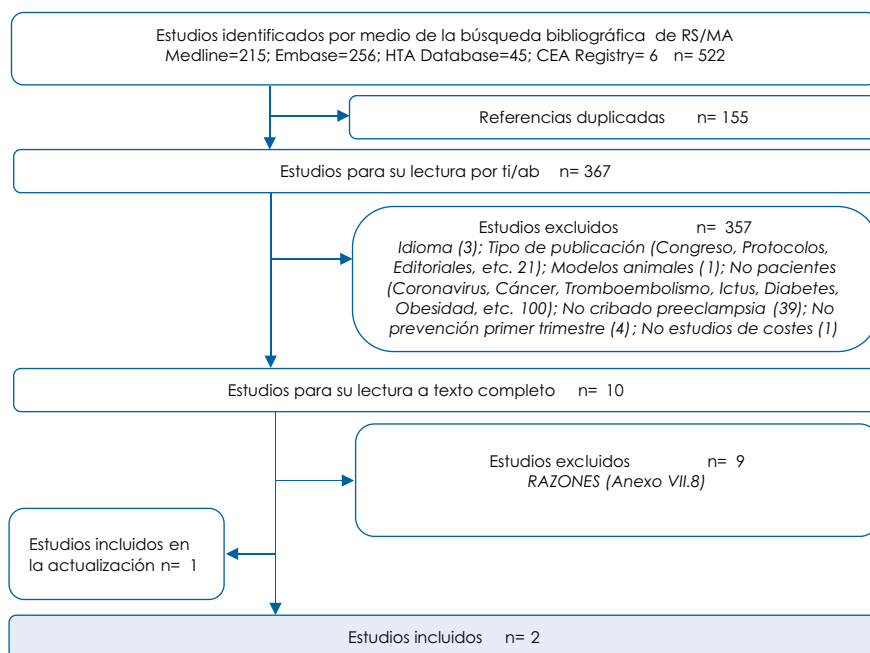 Estudios identificados por medio de la búsqueda bibliográfica de RS/MA
Medline=215; Embase=256; HTA Database=45; CEA Registry= 6 n= 522
Referencias duplicadas n= 155
Estudios para su lectura por ti/ab n= 367
Estudios excluidos n= 357
Idioma (3); Tipo de publicación (Congreso, Protocolos,
Editoriales, etc. 21); Modelos animales (1); No pacientes
(Coronavirus, Cáncer, Tromboembolismo, Ictus, Diabetes,
Obesidad, etc. 100); No cribado preeclampsia (39); No
prevención primer trimestre (4); No estudios de costes (1)
Estudios para su lectura a texto completo n= 10
Estudios excluidos n= 9
RAZONES (Anexo VII.8)
Estudios incluidos en
la actualización n= 1
Estudios incluidos n= 2